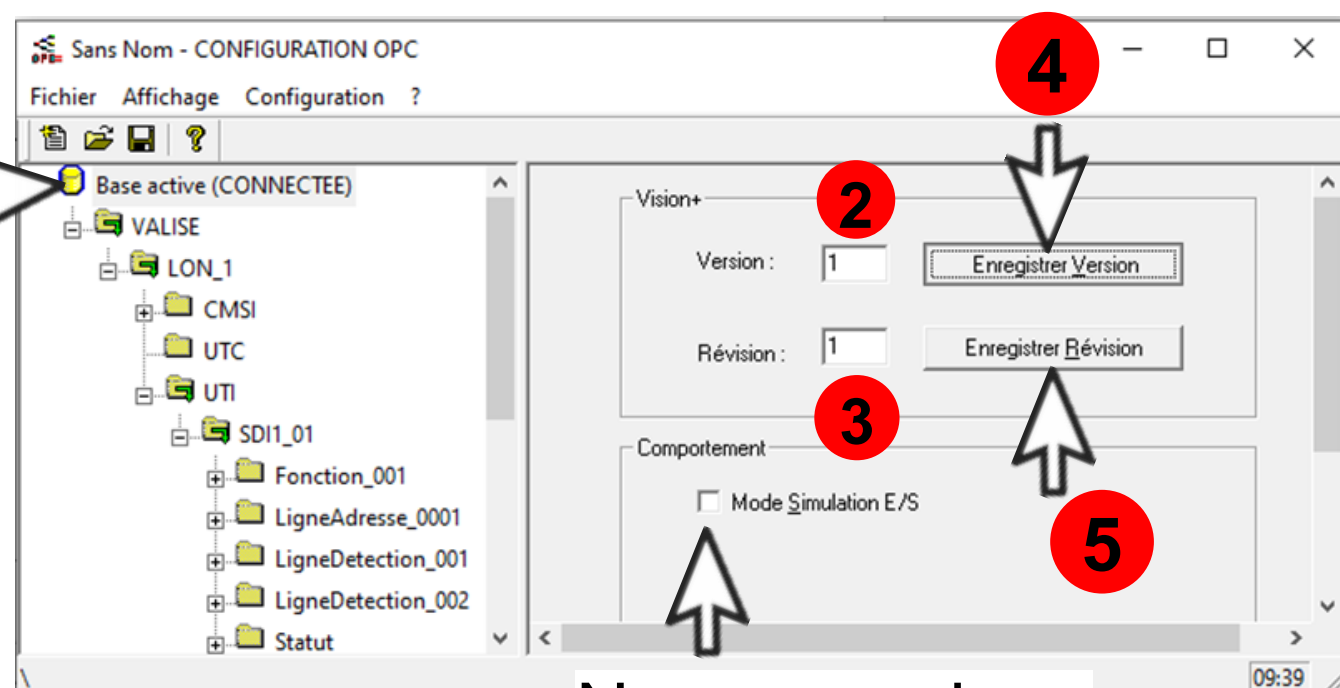 Sans Nom - CONFIGURATION OPC
4
Fichier Affichage Configuration ?
Base active (CONNECTEE)
VALISE
LON_1
CMSI
UTC
UTI
SDI1_01
Fonction_001
LigneAdresse_0001
LigneDetection_001
LigneDetection_002
Statut
Vision+
2
Version : 1 Enregistrer Version
Révision : 1 Enregistrer Révision
3
Comportement
Mode Simulation E/S
5
\
09:39